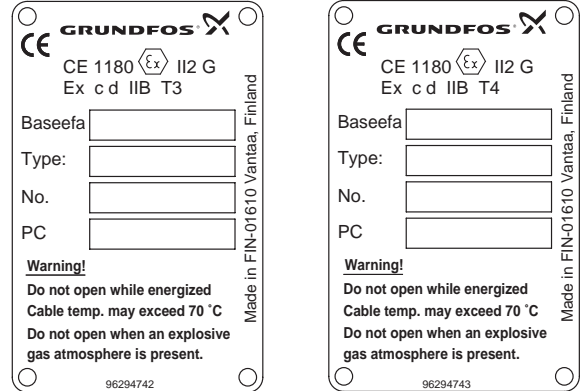 GRUNDFOS
CE
CE 1180 Ex II2 G
Ex c d IIB T3
Baseefa
Type:
No.
PC
Made in FIN-01610 Vantaa, Finland
Warning!
Do not open while energized
Cable temp. may exceed 70 ˚C
Do not open when an explosive
gas atmosphere is present.
96294742
GRUNDFOS
CE
CE 1180 Ex II2 G
Ex c d IIB T4
Baseefa
Type:
No.
PC
Made in FIN-01610 Vantaa, Finland
Warning!
Do not open while energized
Cable temp. may exceed 70 ˚C
Do not open when an explosive
gas atmosphere is present.
96294743